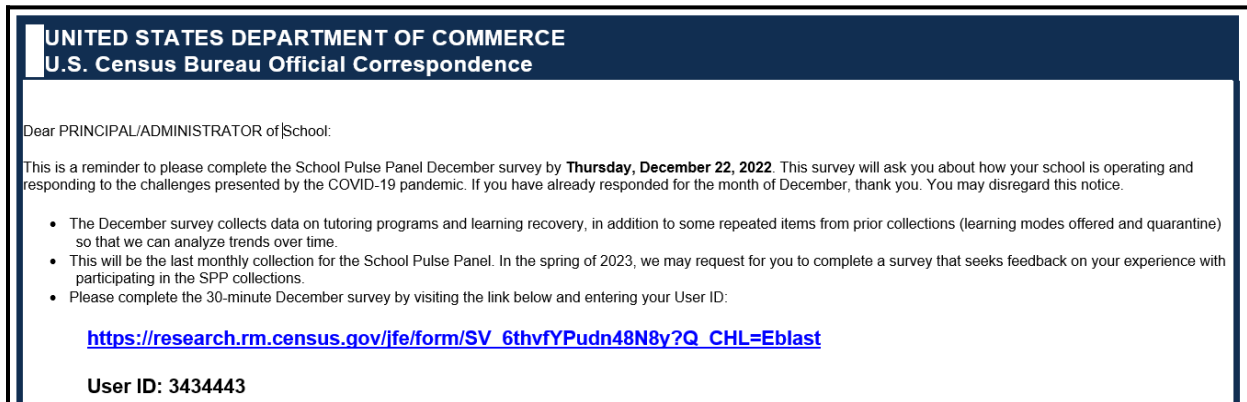 UNITED STATES DEPARTMENT OF COMMERCE
U.S. Census Bureau Official Correspondence
Dear PRINCIPAL/ADMINISTRATOR of School:
This is a reminder to please complete the School Pulse Panel December survey by Thursday, December 22, 2022. This survey will ask you about how your school is operating and
responding to the challenges presented by the COVID-19 pandemic. If you have already responded for the month of December, thank you. You may disregard this notice.
• The December survey collects data on tutoring programs and learning recovery, in addition to some repeated items from prior collections (learning modes offered and quarantine)
so that we can analyze trends over time.
• This will be the last monthly collection for the School Pulse Panel. In the spring of 2023, we may request for you to complete a survey that seeks feedback on your experience with
participating in the SPP collections.
• Please complete the 30-minute December survey by visiting the link below and entering your User ID:
https://research.rm.census.gov/jfe/form/SV_6thvfYPudn48N8y?Q_CHL=Eblast
User ID: 3434443